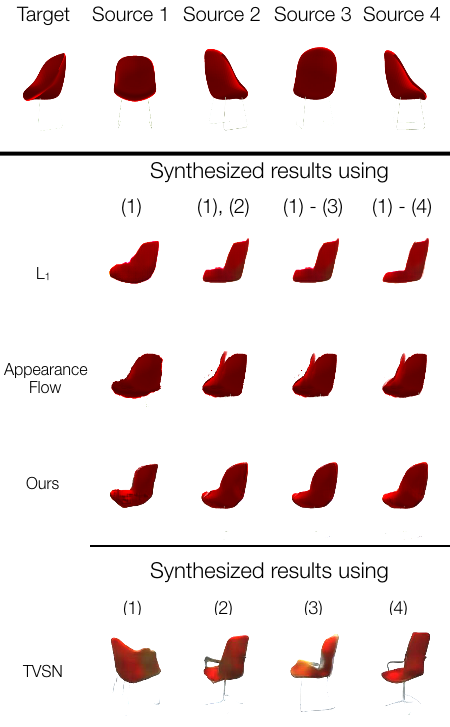 Target Source 1 Source 2 Source 3 Source 4
Synthesized results using
(1) (1), (2) (1) - (3) (1) - (4)
L₁
Appearance
Flow
Ours
Synthesized results using
(1) (2) (3) (4)
TVSN